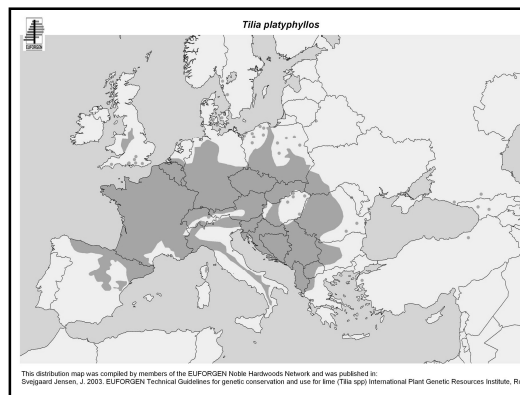 EUFORGEN
Tilia platyphyllos
This distribution map was compiled by members of the EUFORGEN Noble Hardwoods Network and was published in:
Svejgaard Jensen, J. 2003. EUFORGEN Technical Guidelines for genetic conservation and use for lime (Tilia spp) International Plant Genetic Resources Institute, Ro